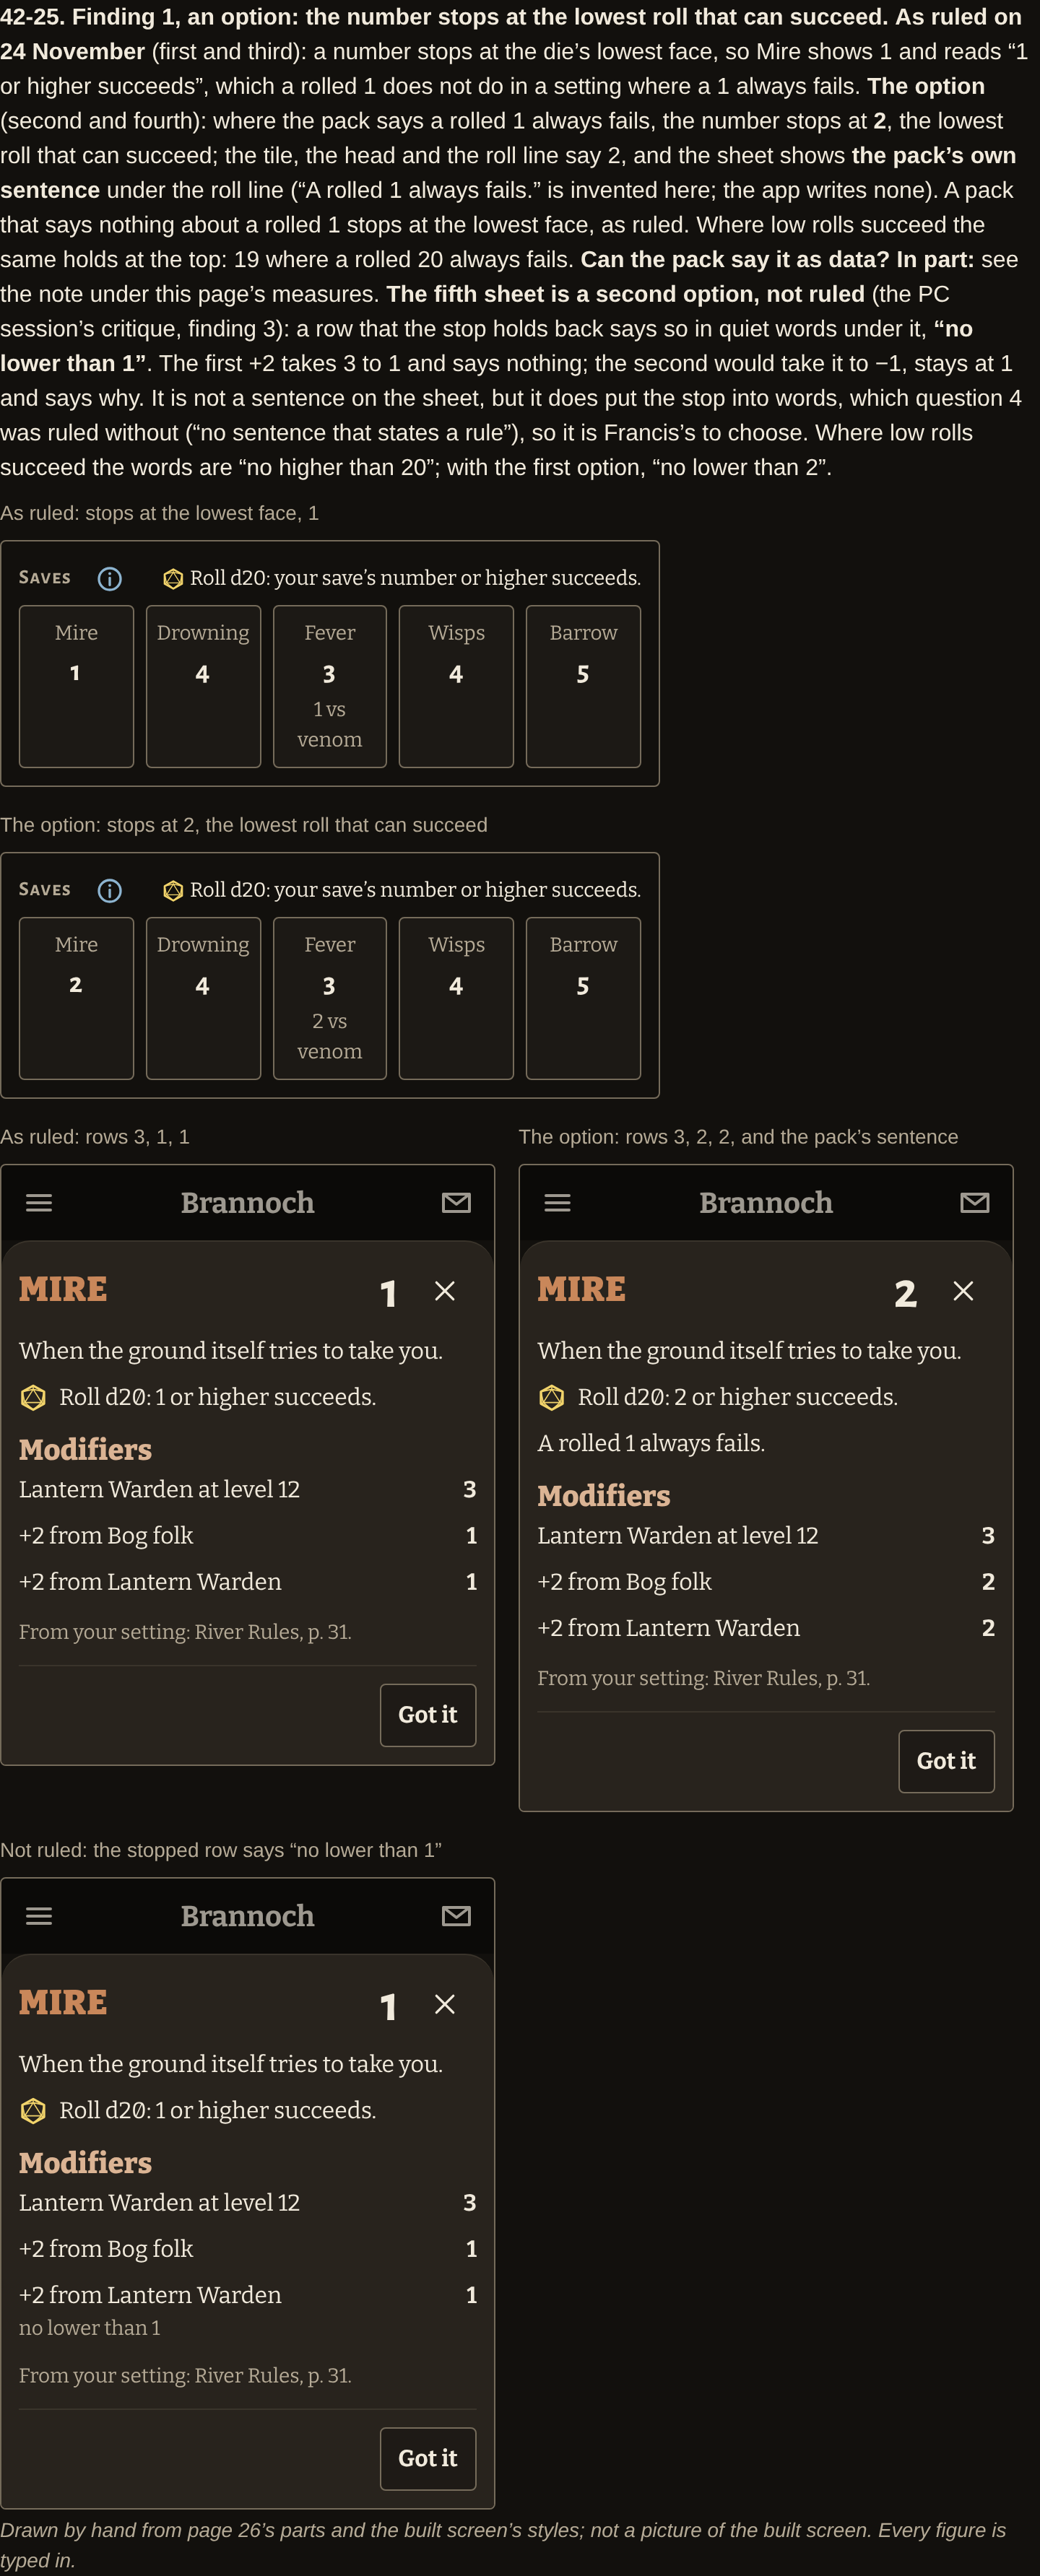 42-25. Finding 1, an option: the number stops at the lowest roll that can succeed. As ruled on
24 November (first and third): a number stops at the die’s lowest face, so Mire shows 1 and reads “1
or higher succeeds”, which a rolled 1 does not do in a setting where a 1 always fails. The option
(second and fourth): where the pack says a rolled 1 always fails, the number stops at 2, the lowest
roll that can succeed; the tile, the head and the roll line say 2, and the sheet shows the pack’s own
sentence under the roll line (“A rolled 1 always fails.” is invented here; the app writes none). A pack
that says nothing about a rolled 1 stops at the lowest face, as ruled. Where low rolls succeed the
same holds at the top: 19 where a rolled 20 always fails. Can the pack say it as data? In part: see
the note under this page’s measures. The fifth sheet is a second option, not ruled (the PC
session’s critique, finding 3): a row that the stop holds back says so in quiet words under it, “no
lower than 1”. The first +2 takes 3 to 1 and says nothing; the second would take it to −1, stays at 1
and says why. It is not a sentence on the sheet, but it does put the stop into words, which question 4
was ruled without (“no sentence that states a rule”), so it is Francis’s to choose. Where low rolls
succeed the words are “no higher than 20”; with the first option, “no lower than 2”.
As ruled: stops at the lowest face, 1
Saves Roll d20: your save’s number or higher succeeds.
Mire Drowning Fever Wisps Barrow
1 4 3 4 5
1 vs
venom
The option: stops at 2, the lowest roll that can succeed
Saves Roll d20: your save’s number or higher succeeds.
Mire Drowning Fever Wisps Barrow
2 4 3 4 5
2 vs
venom
As ruled: rows 3, 1, 1
Brannoch
MIRE 1
When the ground itself tries to take you.
Roll d20: 1 or higher succeeds.
Modifiers
Lantern Warden at level 12 3
+2 from Bog folk 1
+2 from Lantern Warden 1
From your setting: River Rules, p. 31.
Got it
The option: rows 3, 2, 2, and the pack’s sentence
Brannoch
MIRE 2
When the ground itself tries to take you.
Roll d20: 2 or higher succeeds.
A rolled 1 always fails.
Modifiers
Lantern Warden at level 12 3
+2 from Bog folk 2
+2 from Lantern Warden 2
From your setting: River Rules, p. 31.
Got it
Not ruled: the stopped row says “no lower than 1”
Brannoch
MIRE 1
When the ground itself tries to take you.
Roll d20: 1 or higher succeeds.
Modifiers
Lantern Warden at level 12 3
+2 from Bog folk 1
+2 from Lantern Warden 1
no lower than 1
From your setting: River Rules, p. 31.
Got it
Drawn by hand from page 26’s parts and the built screen’s styles; not a picture of the built screen. Every figure is
typed in.